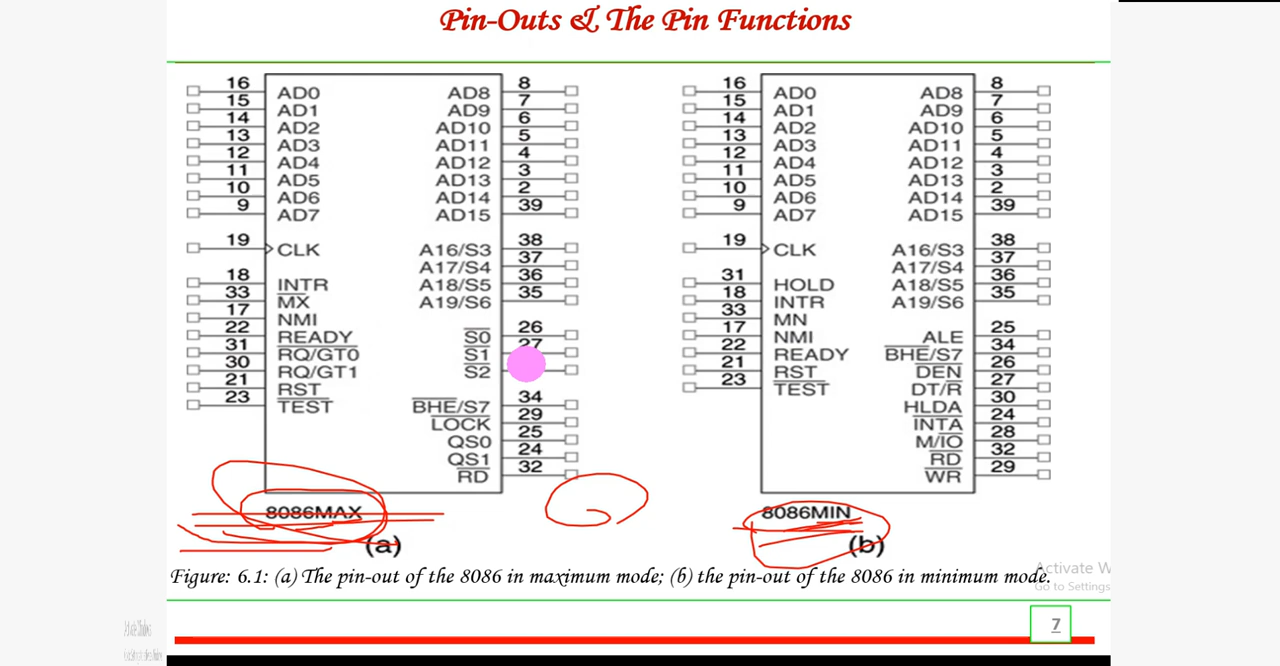 Pin-Outs & The Pin Functions
16 AD0 AD8 8
15 AD1 AD9 7
14 AD2 AD10 6
13 AD3 AD11 5
12 AD4 AD12 4
11 AD5 AD13 3
10 AD6 AD14 2
9 AD7 AD15 39
19 CLK A16/S3 38
A17/S4 37
18 INTR A18/S5 36
33 MX A19/S6 35
17 NMI
22 READY S0 26
31 RQ/GT0 S1 27
30 RQ/GT1 S2
21 RST
23 TEST BHE/S7 34
LOCK 29
QS0 25
QS1 24
RD 32
8086MAX
(a)
16 AD0 AD8 8
15 AD1 AD9 7
14 AD2 AD10 6
13 AD3 AD11 5
12 AD4 AD12 4
11 AD5 AD13 3
10 AD6 AD14 2
9 AD7 AD15 39
19 CLK A16/S3 38
A17/S4 37
31 HOLD A18/S5 36
18 INTR A19/S6 35
33 MN
17 NMI ALE 25
22 READY BHE/S7 34
21 RST DEN 26
23 TEST DT/R 27
HLDA 30
INTA 24
M/IO 28
RD 32
WR 29
8086MIN
(b)
Figure: 6.1: (a) The pin-out of the 8086 in maximum mode; (b) the pin-out of the 8086 in minimum mode.
Activate W
Go to Settings
7